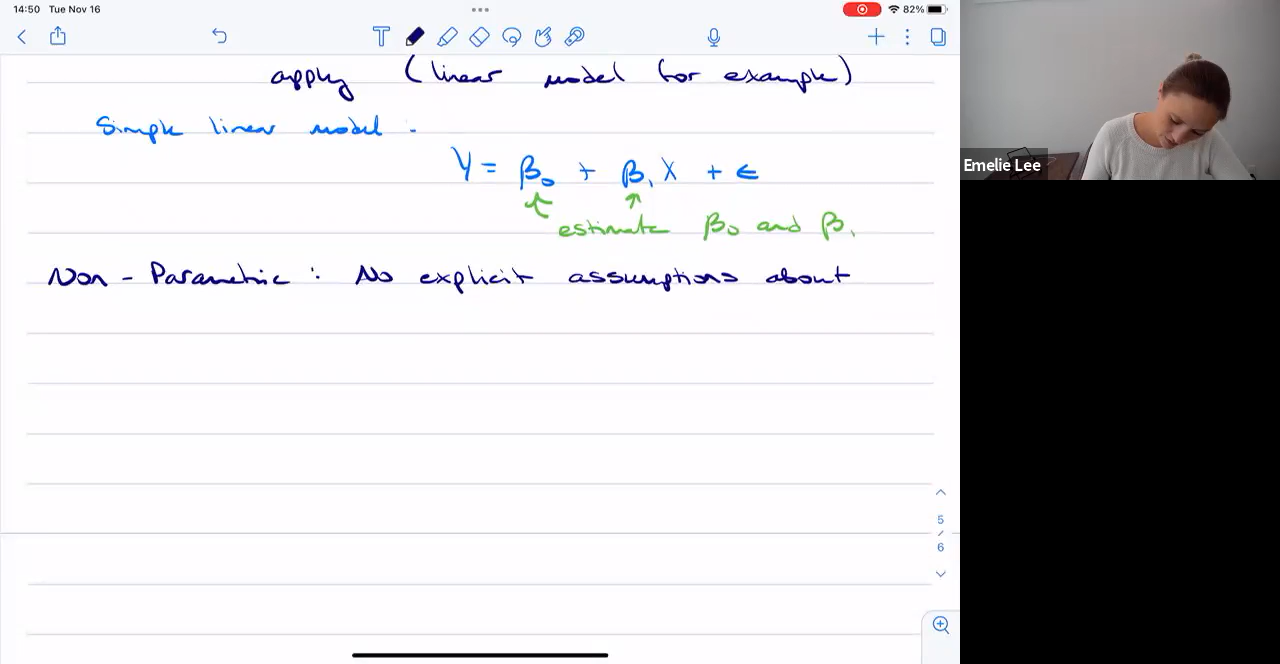 14:50 Tue Nov 16
82%
apply (linear model for example)
Simple linear model :
Y = β₀ + β₁ X + ϵ
estimate β₀ and β₁
Non - Parametric : No explicit assumptions about
5
6
Emelie Lee